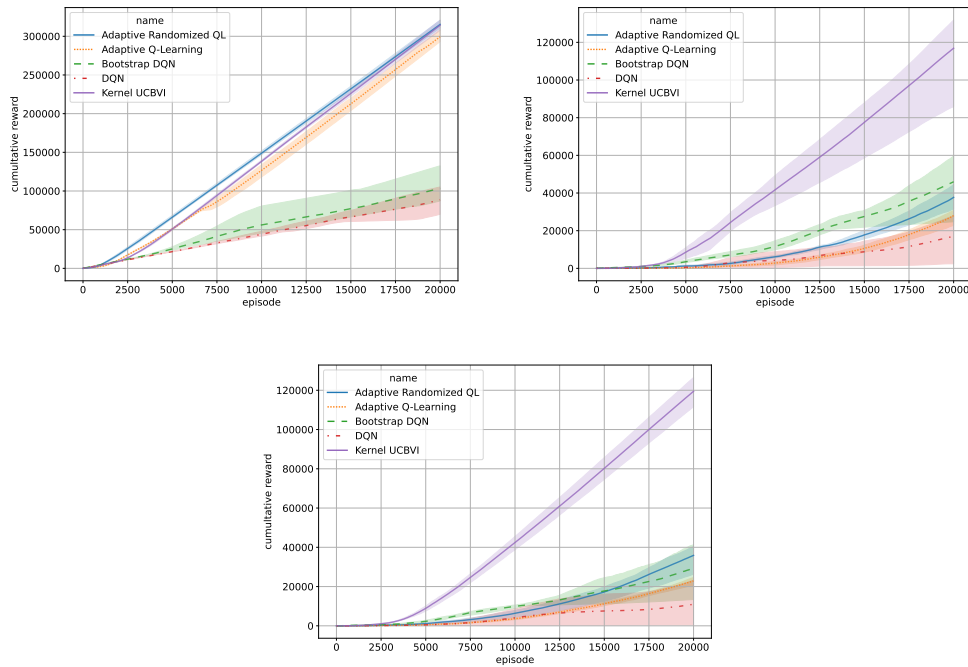 name
Adaptive Randomized QL
Adaptive Q-Learning
Bootstrap DQN
DQN
Kernel UCBVI
300000
250000
200000
150000
100000
50000
0
cumultative reward
0 2500 5000 7500 10000 12500 15000 17500 20000
episode
name
Adaptive Randomized QL
Adaptive Q-Learning
Bootstrap DQN
DQN
Kernel UCBVI
120000
100000
80000
60000
40000
20000
0
cumultative reward
0 2500 5000 7500 10000 12500 15000 17500 20000
episode
name
Adaptive Randomized QL
Adaptive Q-Learning
Bootstrap DQN
DQN
Kernel UCBVI
120000
100000
80000
60000
40000
20000
0
cumultative reward
0 2500 5000 7500 10000 12500 15000 17500 20000
episode